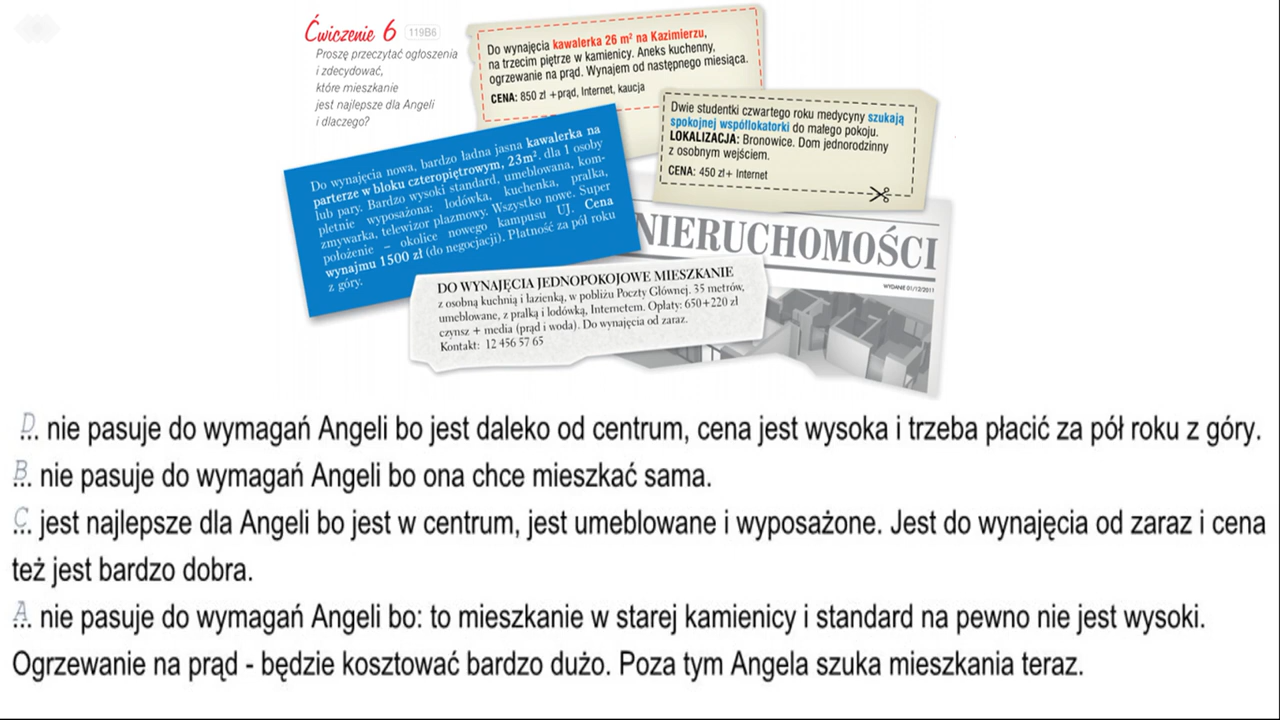 Ćwiczenie 6 119B6
Proszę przeczytać ogłoszenia
i zdecydować,
które mieszkanie
jest najlepsze dla Angeli
i dlaczego?
Do wynajęcia kawalerka 26 m² na Kazimierzu,
na trzecim piętrze w kamienicy. Aneks kuchenny,
ogrzewanie na prąd. Wynajem od następnego miesiąca.
CENA: 850 zł +prąd, Internet, kaucja
Dwie studentki czwartego roku medycyny szukają
spokojnej współlokatorki do małego pokoju.
LOKALIZACJA: Bronowice. Dom jednorodzinny
z osobnym wejściem.
CENA: 450 zł+ Internet
Do wynajęcia nowa, bardzo ładna jasna kawalerka na
parterze w bloku czteropiętrowym, 23m². dla 1 osoby
lub pary. Bardzo wysoki standard, umeblowana, kom-
pletnie wyposażona: lodówka, kuchenka, pralka,
zmywarka, telewizor plazmowy. Wszystko nowe. Super
położenie – okolice nowego kampusu UJ. Cena
wynajmu 1500 zł (do negocjacji). Płatność za pół roku
z góry.
NIERUCHOMOŚCI
WYDANIE 01/12/2011
DO WYNAJĘCIA JEDNOPOKOJOWE MIESZKANIE
z osobną kuchnią i łazienką, w pobliżu Poczty Głównej. 35 metrów,
umeblowane, z pralką i lodówką, Internetem. Opłaty: 650+220 zł
czynsz + media (prąd i woda). Do wynajęcia od zaraz.
Kontakt: 12 456 57 65
D... nie pasuje do wymagań Angeli bo jest daleko od centrum, cena jest wysoka i trzeba płacić za pół roku z góry.
B... nie pasuje do wymagań Angeli bo ona chce mieszkać sama.
C... jest najlepsze dla Angeli bo jest w centrum, jest umeblowane i wyposażone. Jest do wynajęcia od zaraz i cena
też jest bardzo dobra.
A... nie pasuje do wymagań Angeli bo: to mieszkanie w starej kamienicy i standard na pewno nie jest wysoki.
Ogrzewanie na prąd - będzie kosztować bardzo dużo. Poza tym Angela szuka mieszkania teraz.